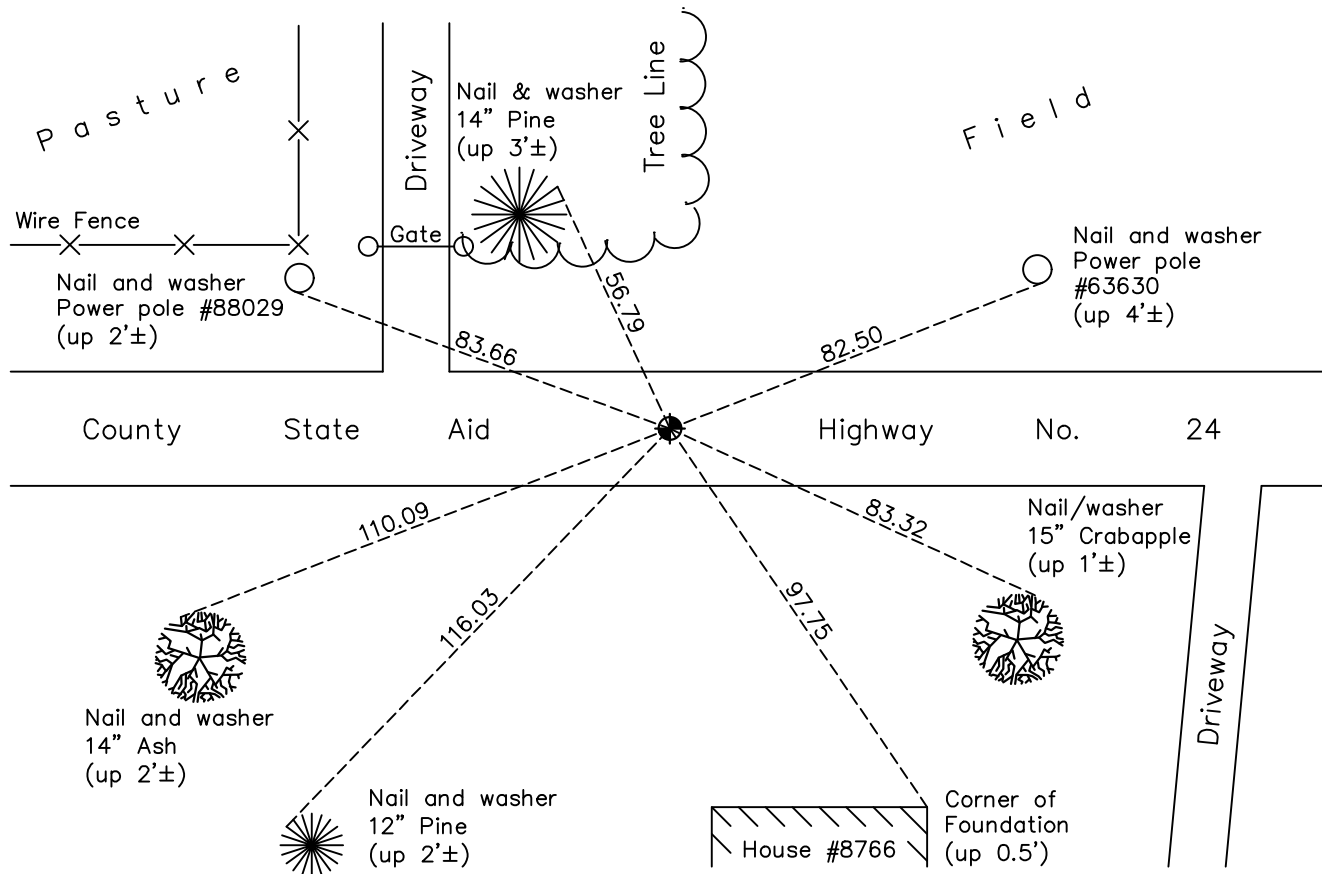 Pasture
Driveway
Nail & washer
14” Pine
(up 3'±)
Tree Line
Field
Wire Fence
Gate
Nail and washer
Power pole #88029
(up 2'±)
Nail and washer
Power pole
#63630
(up 4'±)
56.79
83.66
82.50
County State Aid Highway No. 24
110.09
116.03
97.75
83.32
Nail/washer
15” Crabapple
(up 1'±)
Driveway
Nail and washer
14” Ash
(up 2'±)
Nail and washer
12” Pine
(up 2'±)
House #8766
Corner of
Foundation
(up 0.5')